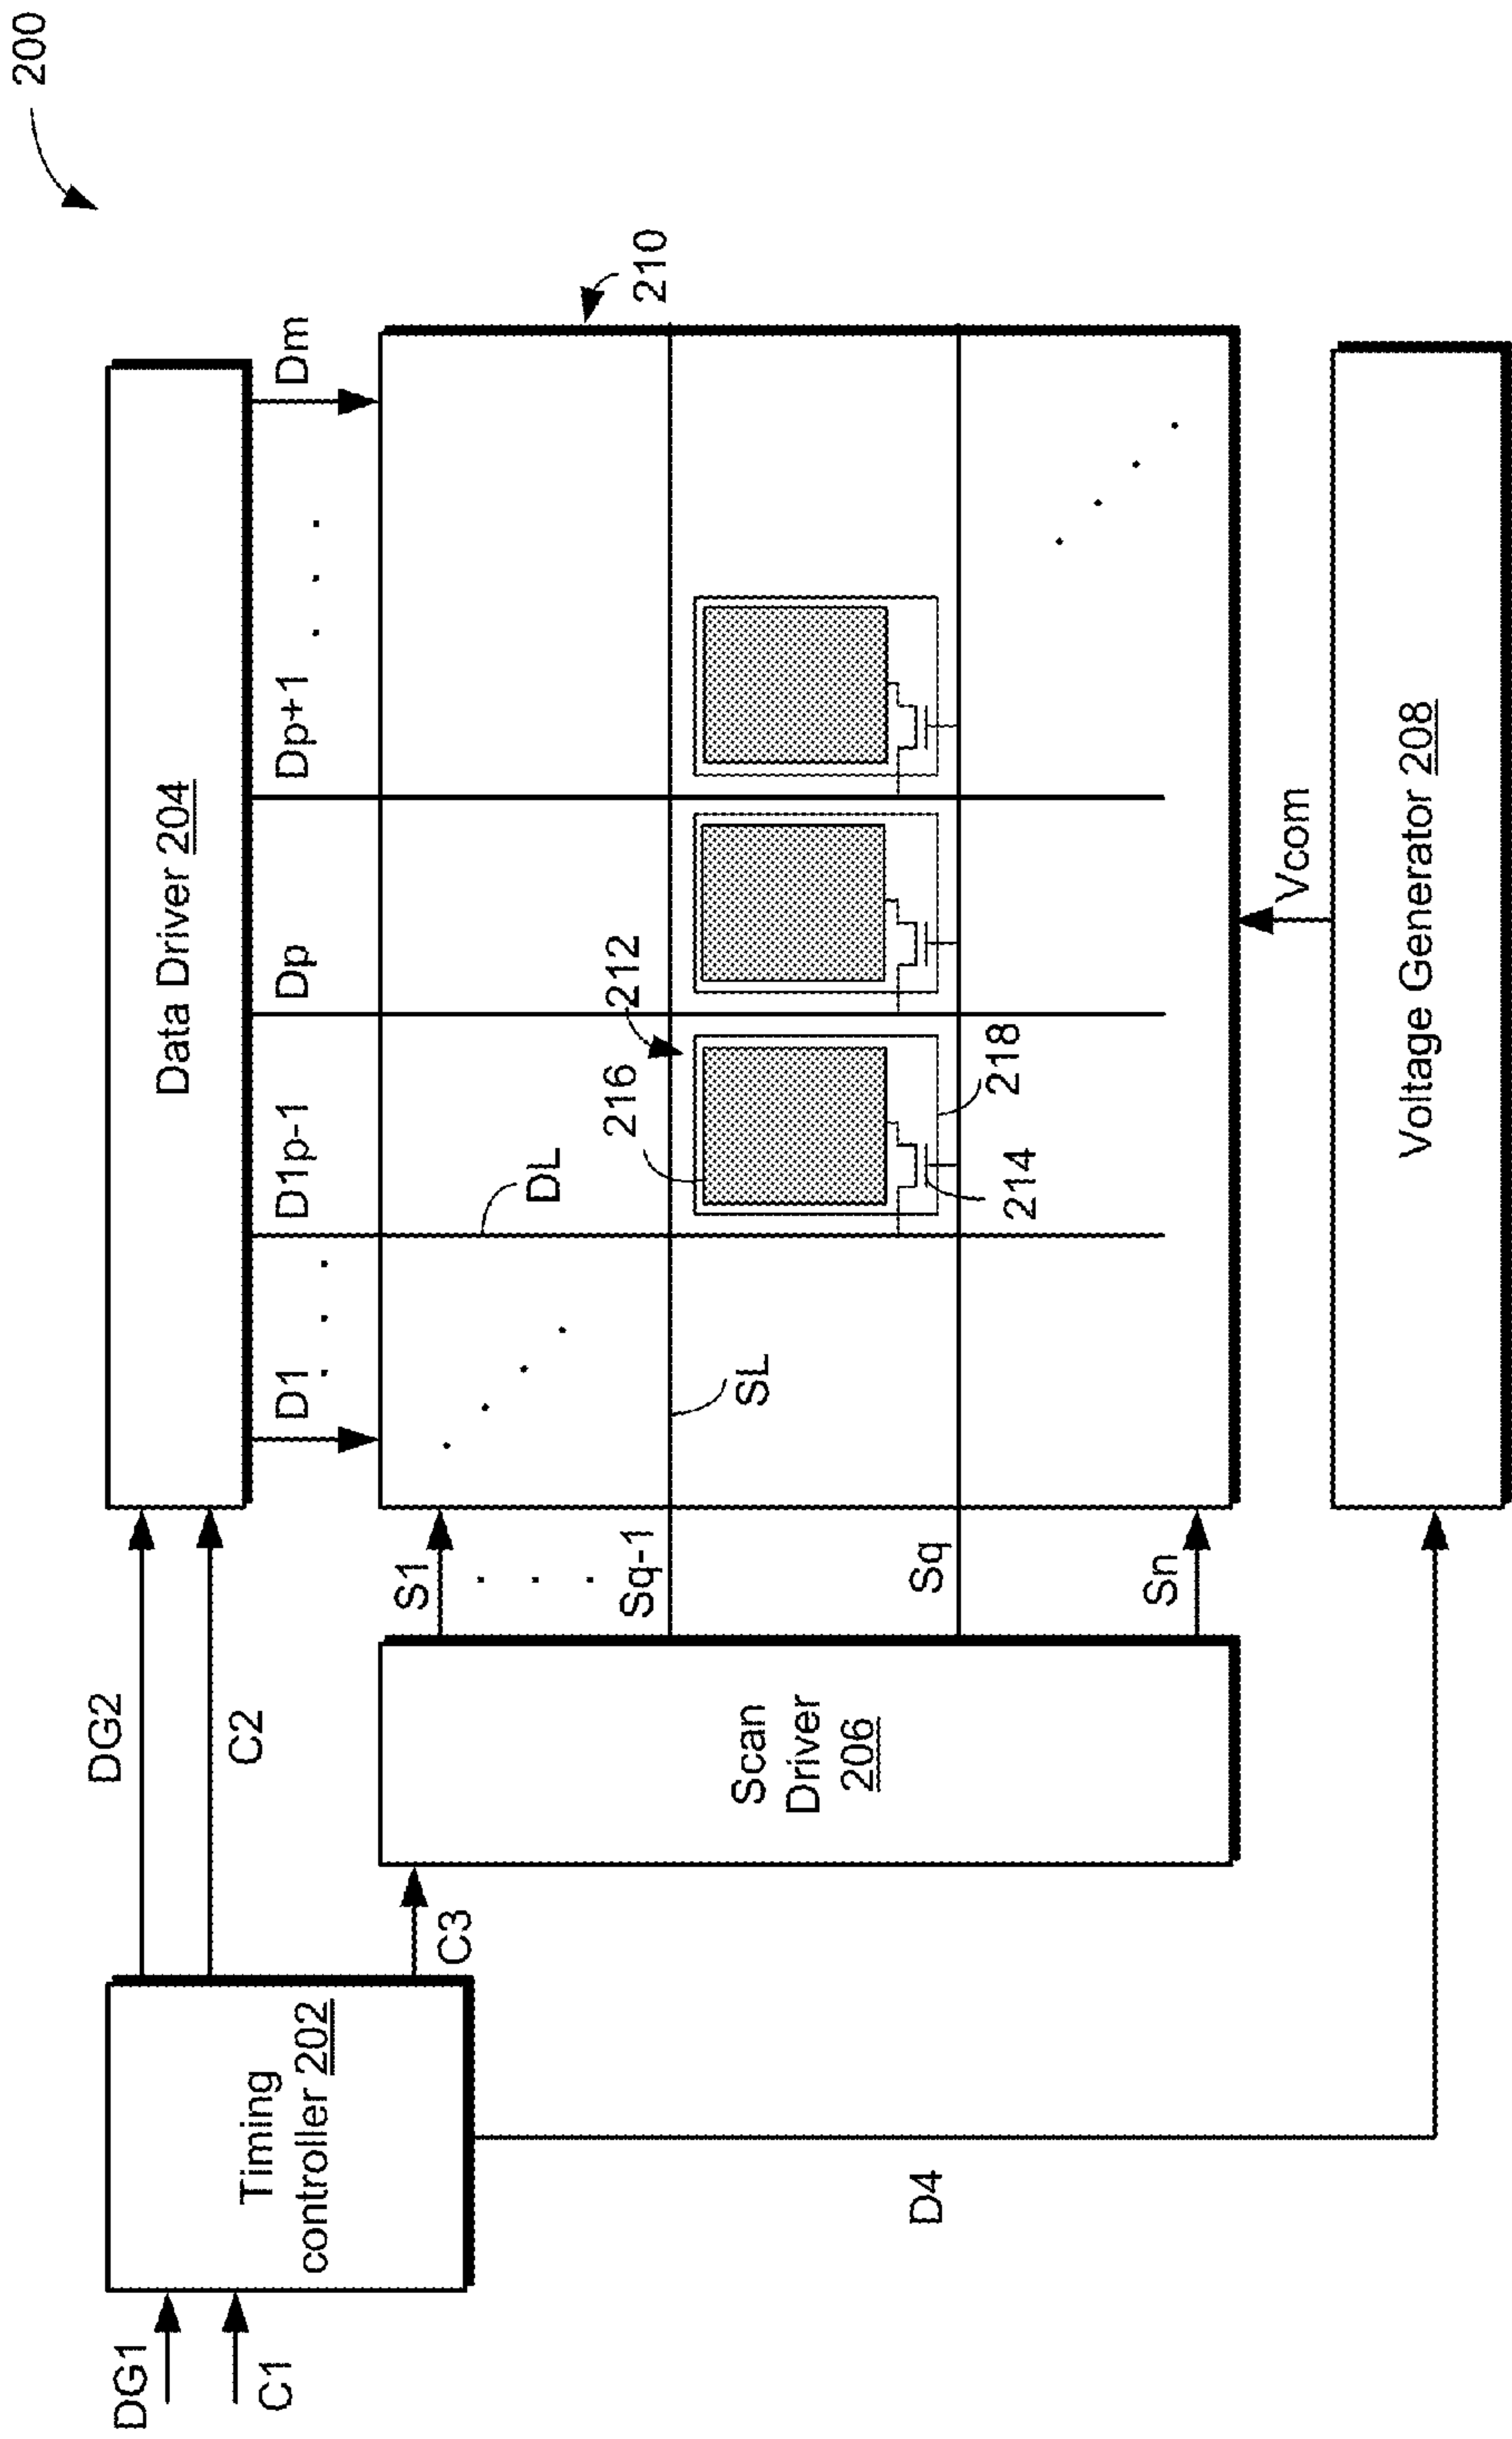 200
Data Driver 204
DG2
C2
DG1
C1
Timing
controller 202
C3
D4
D1
D1p-1
Dp
Dp+1
Dm
210
DL
SL
S1
Sq-1
Sq
Sn
Scan
Driver
206
212
216
218
214
Vcom
Voltage Generator 208